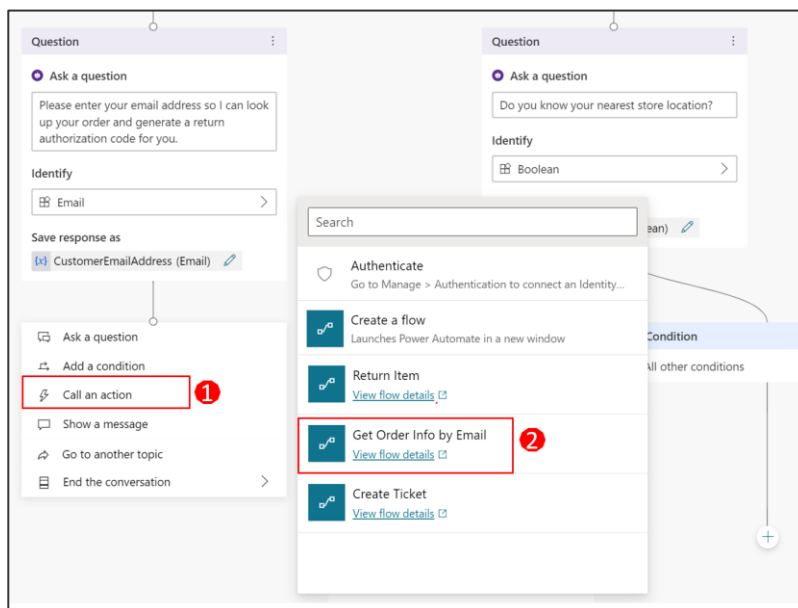 Question
Ask a question
Please enter your email address so I can look
up your order and generate a return
authorization code for you.
Identify
Email
Save response as
{x} CustomerEmailAddress (Email)
Ask a question
Add a condition
Call an action
1
Show a message
Go to another topic
End the conversation
Search
Authenticate
Go to Manage > Authentication to connect an Identity...
Create a flow
Launches Power Automate in a new window
Return Item
View flow details
Get Order Info by Email
View flow details
2
Create Ticket
View flow details
Question
Ask a question
Do you know your nearest store location?
Identify
Boolean
ean)
Condition
All other conditions